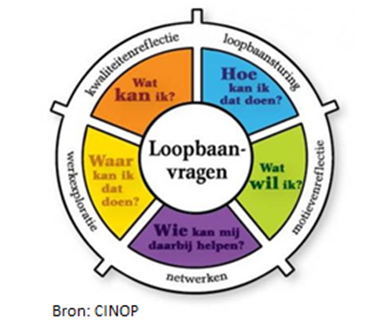 kwaliteitenreflectie
loopbaansturing
Wat
kan ik?
Hoe
kan ik
dat doen?
Waar
kan ik
dat
doen?
Loopbaan-
vragen
Wat
wil ik?
Wie kan mij
daarbij helpen?
werkexploratie
motievenreflectie
netwerken
Bron: CINOP